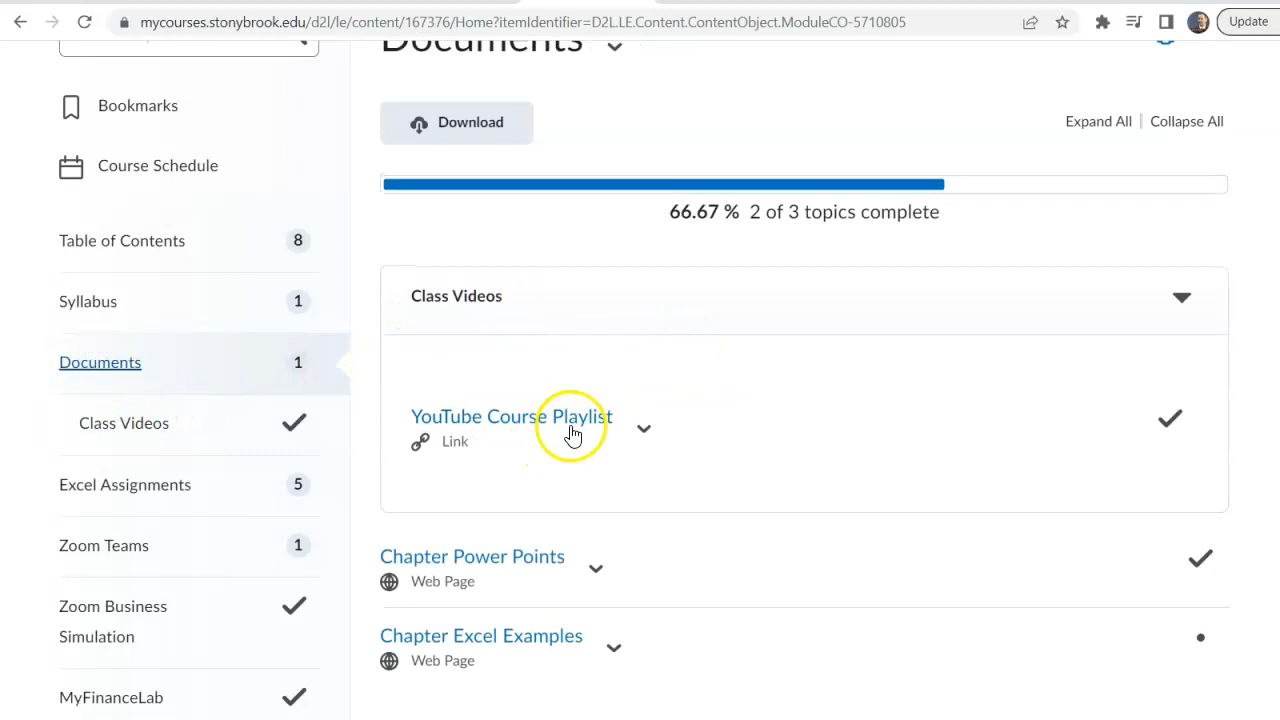 mycourses.stonybrook.edu/d2l/le/content/167376/Home?itemIdentifier=D2L.LE.Content.ContentObject.ModuleCO-5710805
Update
Documents
Bookmarks
Course Schedule
Table of Contents 8
Syllabus 1
Documents 1
Class Videos
Excel Assignments 5
Zoom Teams 1
Zoom Business
Simulation
MyFinanceLab
Download
Expand All | Collapse All
66.67 % 2 of 3 topics complete
Class Videos
YouTube Course Playlist
Link
Chapter Power Points
Web Page
Chapter Excel Examples
Web Page